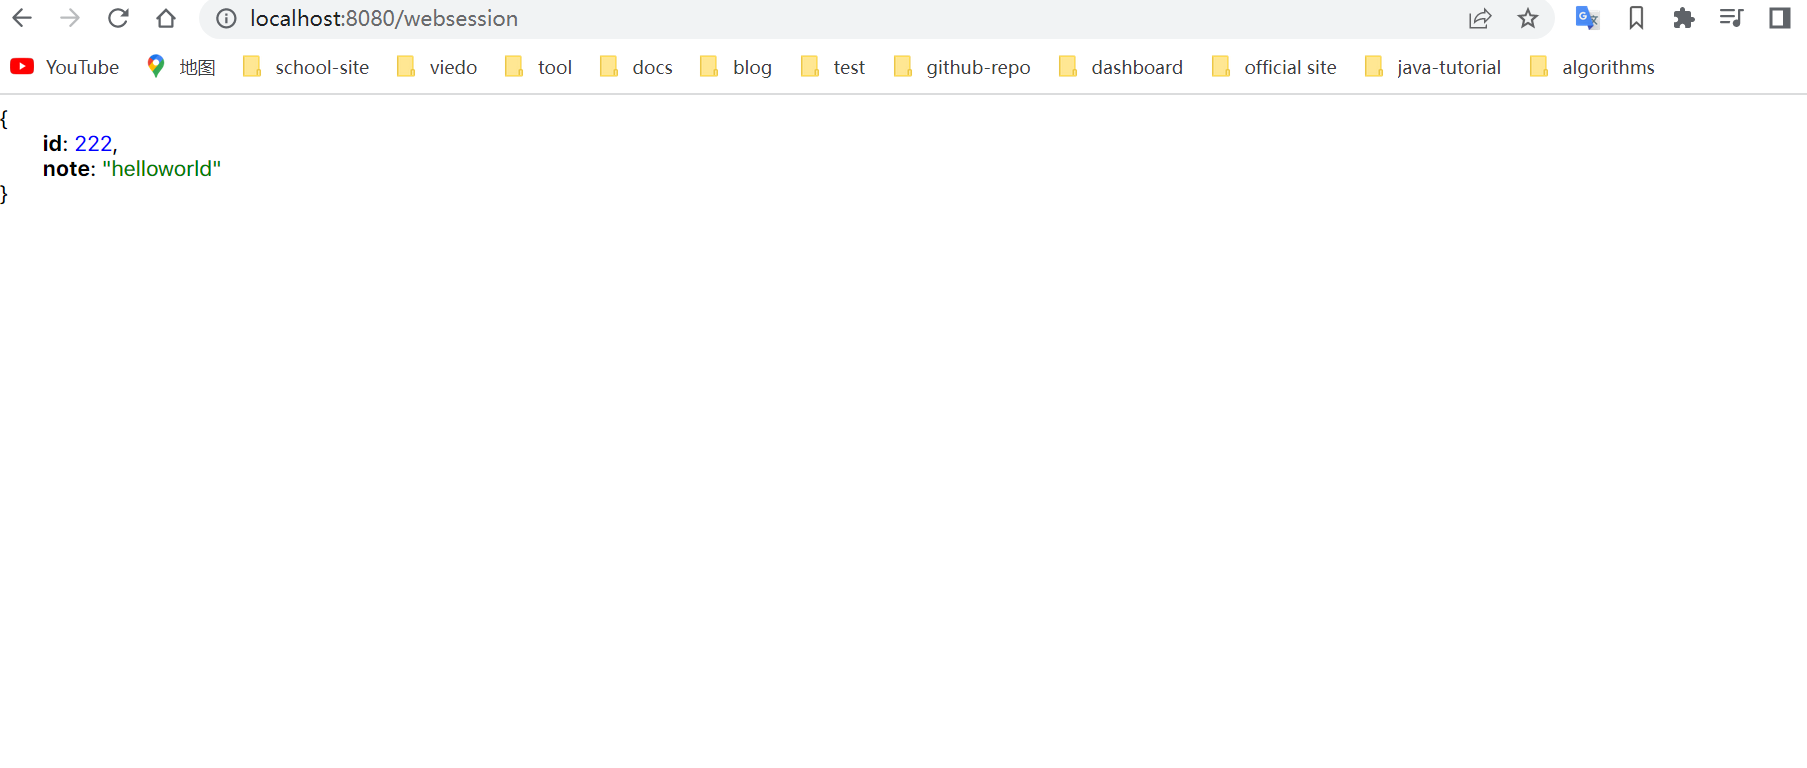 localhost:8080/websession
YouTube 地图 school-site viedo tool docs blog test github-repo dashboard official site java-tutorial algorithms
{
id: 222,
note: "helloworld"
}